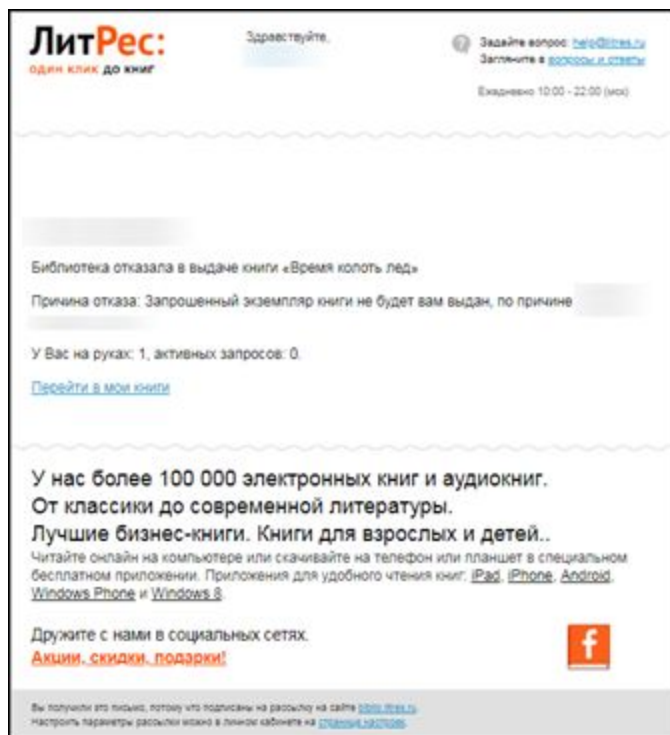 ЛитРес:
один клик до книг
Здравствуйте,
Задайте вопрос: help@litres.ru
Загляните в вопросы и ответы
Ежедневно 10:00 - 22:00 (мск)
Библиотека отказала в выдаче книги «Время колоть лед»
Причина отказа: Запрошенный экземпляр книги не будет вам выдан, по причине
У Вас на руках: 1, активных запросов: 0.
Перейти в мои книги
У нас более 100 000 электронных книг и аудиокниг.
От классики до современной литературы.
Лучшие бизнес-книги. Книги для взрослых и детей..
Читайте онлайн на компьютере или скачивайте на телефон или планшет в специальном
бесплатном приложении. Приложения для удобного чтения книг: iPad, iPhone, Android,
Windows Phone и Windows 8.
Дружите с нами в социальных сетях.
Акции, скидки, подарки!
f
Вы получили это письмо, потому что подписаны на рассылку на сайте biblio.litres.ru.
Настроить параметры рассылки можно в личном кабинете на странице настроек.